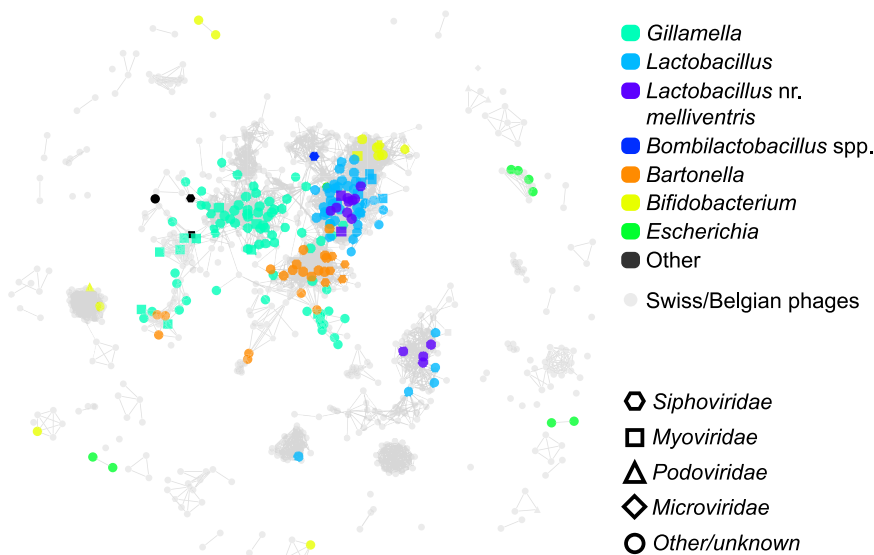 Gillamella
Lactobacillus
Lactobacillus nr.
melliventris
Bombilactobacillus spp.
Bartonella
Bifidobacterium
Escherichia
Other
Swiss/Belgian phages
Siphoviridae
Myoviridae
Podoviridae
Microviridae
Other/unknown